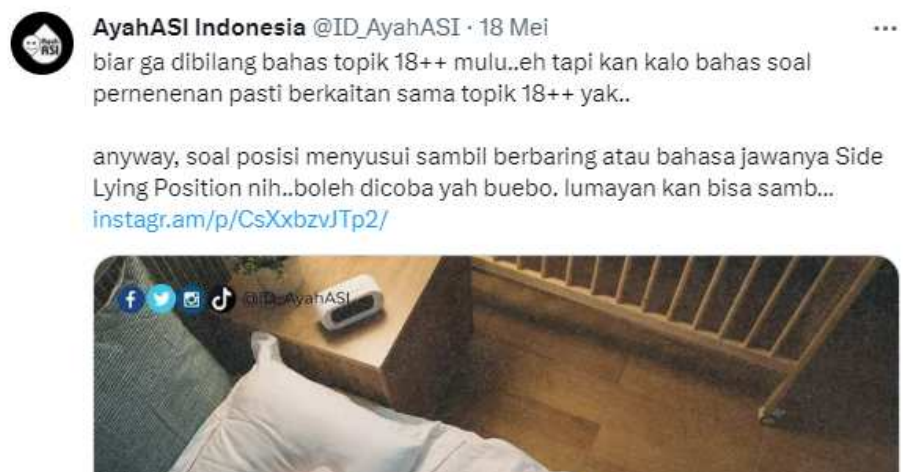 AyahASI Indonesia @ID_AyahASI · 18 Mei
biar ga dibilang bahas topik 18++ mulu..eh tapi kan kalo bahas soal
pernenenan pasti berkaitan sama topik 18++ yak..
anyway, soal posisi menyusui sambil berbaring atau bahasa jawanya Side
Lying Position nih..boleh dicoba yah buebo. lumayan kan bisa samb...
instagr.am/p/CsXxbzvJTp2/
@ID_AyahASI